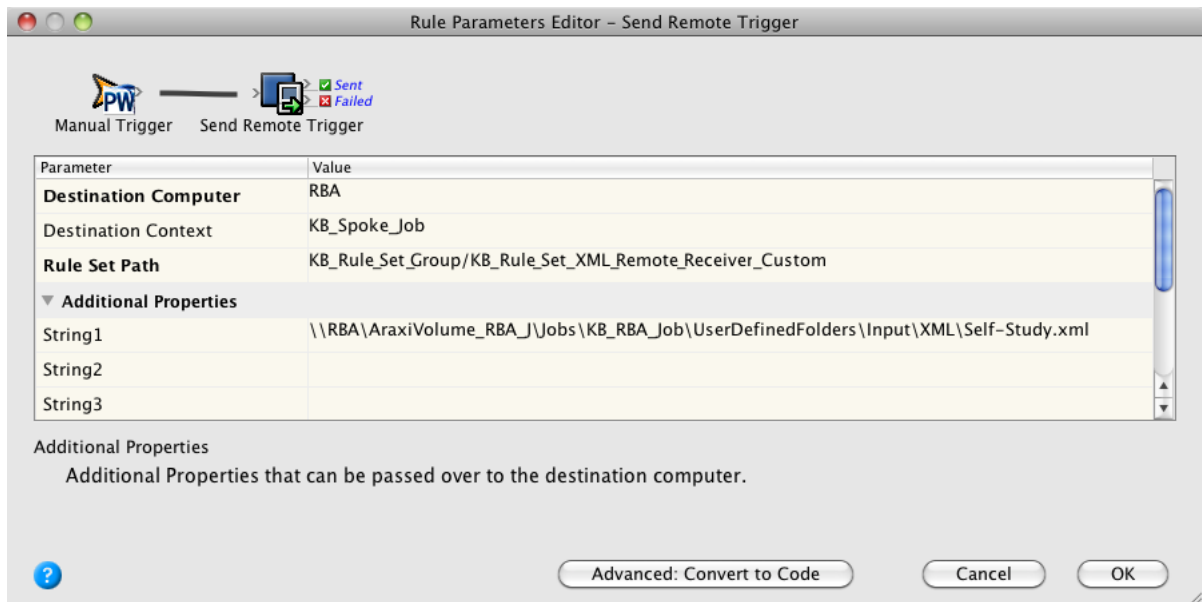 Rule Parameters Editor – Send Remote Trigger
PW
Sent
Failed
Manual Trigger Send Remote Trigger
Parameter Value
Destination Computer RBA
Destination Context KB_Spoke_Job
Rule Set Path KB_Rule_Set_Group/KB_Rule_Set_XML_Remote_Receiver_Custom
Additional Properties
String1 \\RBA\AraxiVolume_RBA_J\Jobs\KB_RBA_Job\UserDefinedFolders\Input\XML\Self-Study.xml
String2
String3
Additional Properties
Additional Properties that can be passed over to the destination computer.
? Advanced: Convert to Code Cancel OK